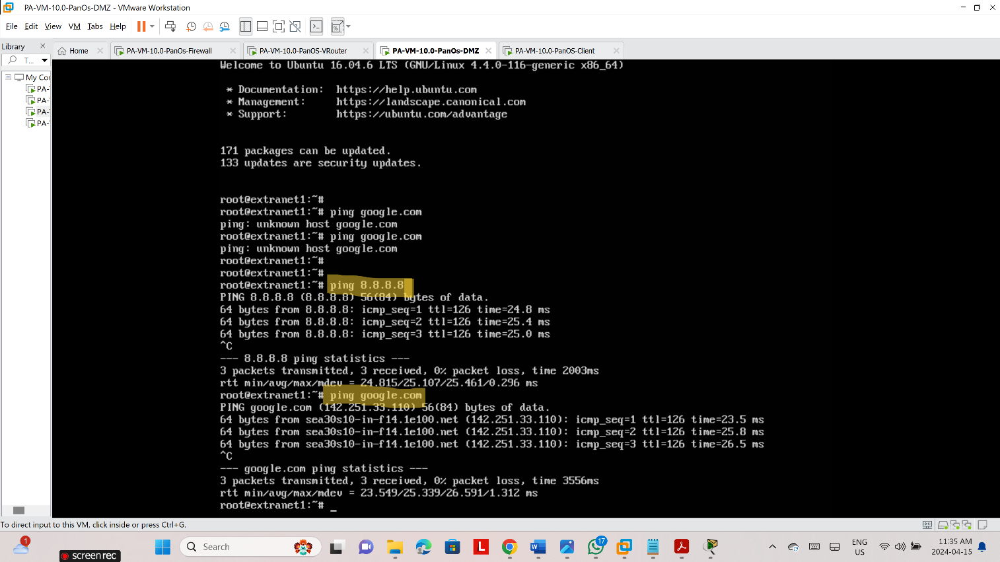 PA-VM-10.0-PanOs-DMZ - VMware Workstation
File Edit View VM Tabs Help
Library
T...
Home
PA-VM-10.0-PanOs-Firewall
PA-VM-10.0-PanOS-VRouter
PA-VM-10.0-PanOs-DMZ
PA-VM-10.0-PanOS-Client
My Cor
PA-
PA-
PA-
PA-
Welcome to Ubuntu 16.04.6 LTS (GNU/Linux 4.4.0-116-generic x86_64)
* Documentation: https://help.ubuntu.com
* Management: https://landscape.canonical.com
* Support: https://ubuntu.com/advantage
171 packages can be updated.
133 updates are security updates.
root@extranet1:~#
root@extranet1:~# ping google.com
ping: unknown host google.com
root@extranet1:~# ping google.com
ping: unknown host google.com
root@extranet1:~#
root@extranet1:~#
root@extranet1:~# ping 8.8.8.8
PING 8.8.8.8 (8.8.8.8) 56(84) bytes of data.
64 bytes from 8.8.8.8: icmp_seq=1 ttl=126 time=24.8 ms
64 bytes from 8.8.8.8: icmp_seq=2 ttl=126 time=25.4 ms
64 bytes from 8.8.8.8: icmp_seq=3 ttl=126 time=25.0 ms
^C
--- 8.8.8.8 ping statistics ---
3 packets transmitted, 3 received, 0% packet loss, time 2003ms
rtt min/avg/max/mdev = 24.815/25.107/25.461/0.296 ms
root@extranet1:~# ping google.com
PING google.com (142.251.33.110) 56(84) bytes of data.
64 bytes from sea30s10-in-f14.1e100.net (142.251.33.110): icmp_seq=1 ttl=126 time=23.5 ms
64 bytes from sea30s10-in-f14.1e100.net (142.251.33.110): icmp_seq=2 ttl=126 time=25.8 ms
64 bytes from sea30s10-in-f14.1e100.net (142.251.33.110): icmp_seq=3 ttl=126 time=26.5 ms
^C
--- google.com ping statistics ---
3 packets transmitted, 3 received, 0% packet loss, time 3556ms
rtt min/avg/max/mdev = 23.549/25.339/26.591/1.312 ms
root@extranet1:~# _
To direct input to this VM, click inside or press Ctrl+G.
1
screenrec
Search
L
W
17
ENG
US
11:35 AM
2024-04-15